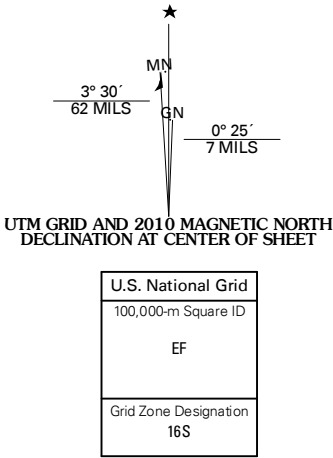 ★
MN
3° 30´
62 MILS
GN
0° 25´
7 MILS
UTM GRID AND 2010 MAGNETIC NORTH
DECLINATION AT CENTER OF SHEET
U.S. National Grid
100,000-m Square ID
EF
Grid Zone Designation
16S